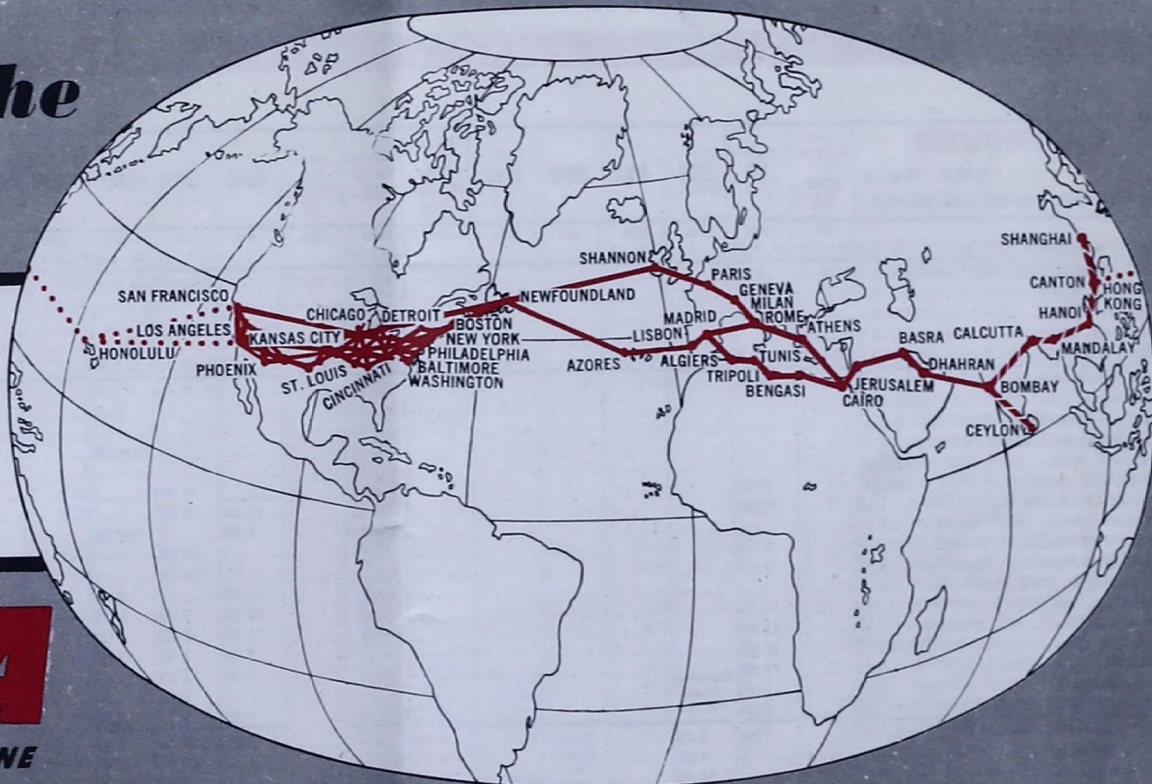 he
SHANGHAI
SHANNON
PARIS
CANTON
HONG
KONG
GENEVA
MILAN
ROME
SAN FRANCISCO
NEWFOUNDLAND
CHICAGO
DETROIT
MADRID
HANOI
BOSTON
ATHENS
LOS ANGELES
KANSAS CITY
NEW YORK
LISBON
BASRA
CALCUTTA
HONOLULU
PHILADELPHIA
AZORES
ALGIERS
TUNIS
MANDALAY
PHOENIX
ST. LOUIS
BALTIMORE
DHAHRAN
CINCINNATI
WASHINGTON
TRIPOLI
BENGASI
JERUSALEM
BOMBAY
CAIRO
CEYLON
NE